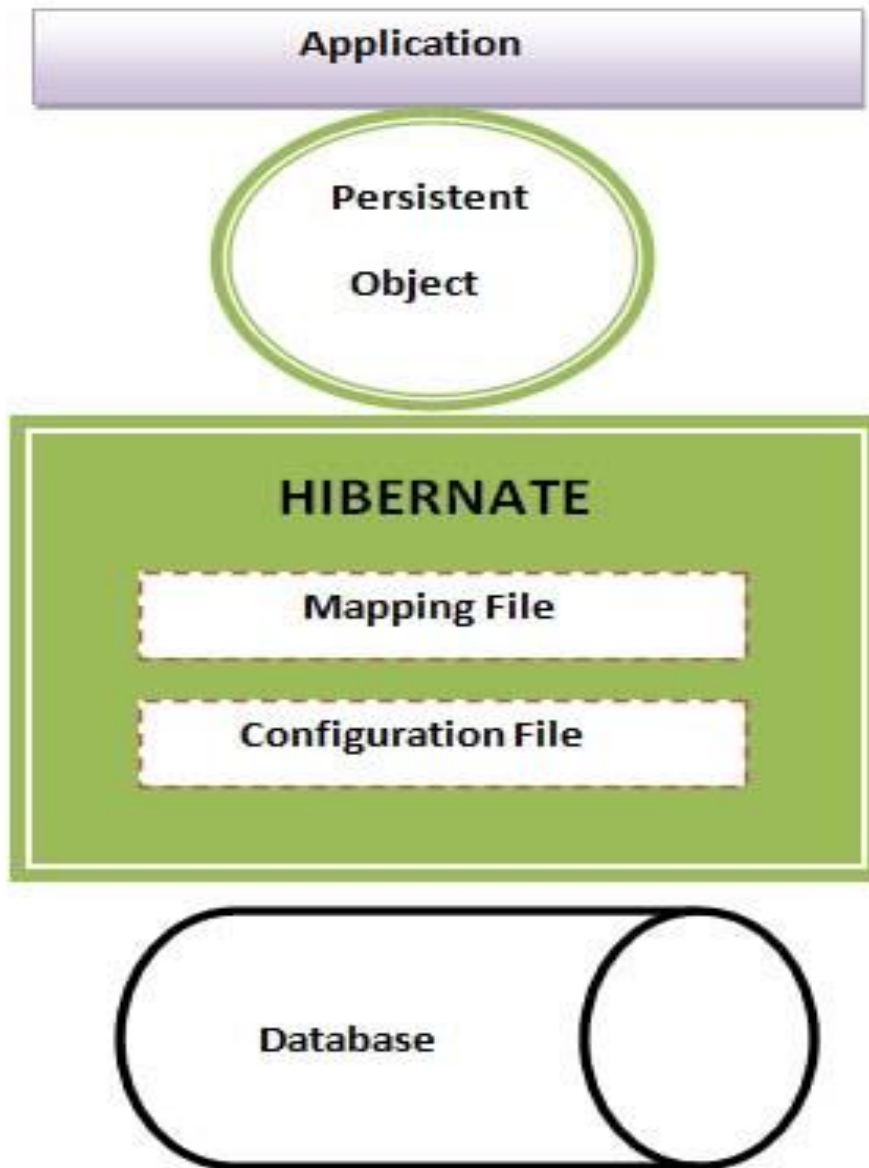 Application
Persistent
Object
HIBERNATE
Mapping File
Configuration File
Database